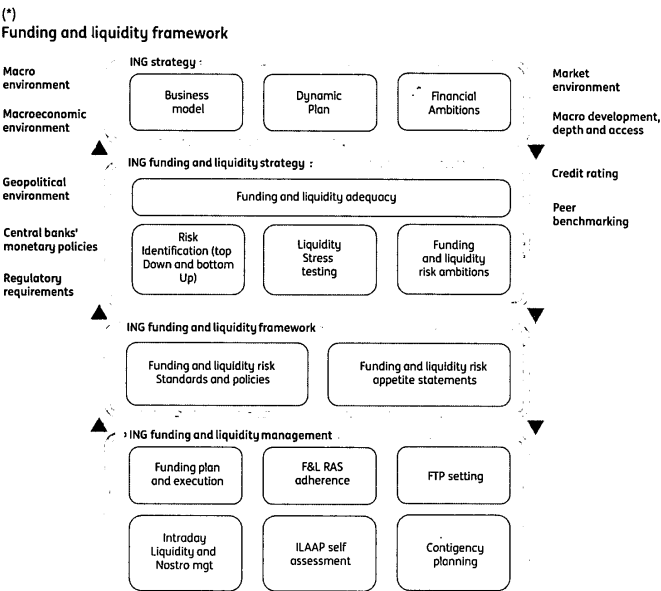 (*)
Funding and liquidity framework
Macro
environment
Macroeconomic
environment
Geopolitical
environment
Central banks'
monetary policies
Regulatory
requirements
ING strategy :
Business
model
Dynamic
Plan
Financial
Ambitions
ING funding and liquidity strategy :
Funding and liquidity adequacy
Risk
Identification (top
Down and bottom
Up)
Liquidity
Stress
testing
Funding
and liquidity
risk ambitions
ING funding and liquidity framework
Funding and liquidity risk
Standards and policies
Funding and liquidity risk
appetite statements
ING funding and liquidity management
Funding plan
and execution
F&L RAS
adherence
FTP setting
Intraday
Liquidity and
Nostro mgt
ILAAP self
assessment
Contigency
planning
Market
environment
Macro development,
depth and access
Credit rating
Peer
benchmarking